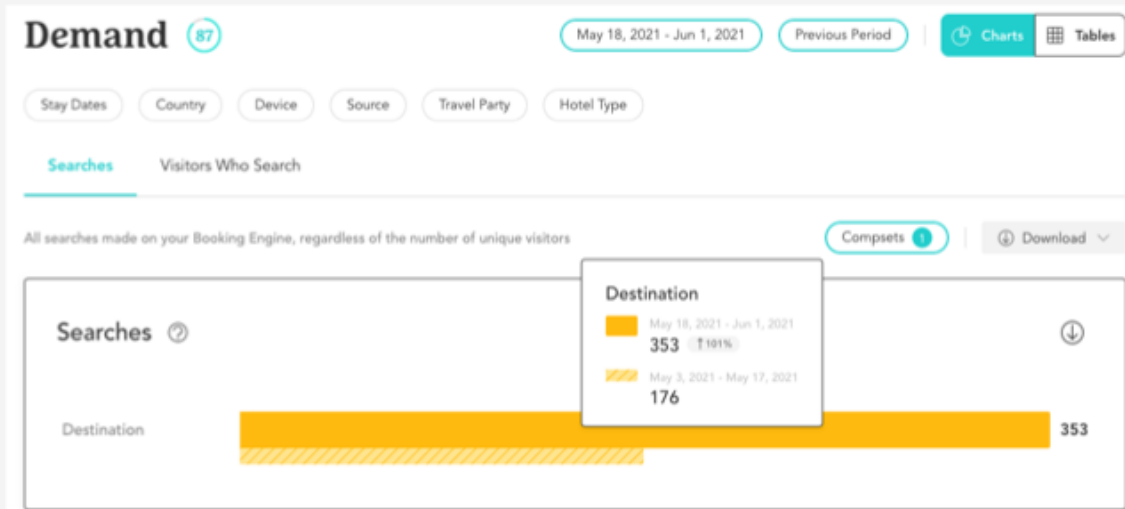 Demand 87 May 18, 2021 - Jun 1, 2021 Previous Period Charts Tables
Stay Dates Country Device Source Travel Party Hotel Type
Searches Visitors Who Search
All searches made on your Booking Engine, regardless of the number of unique visitors Compsets 1 Download
Destination
May 18, 2021 - Jun 1, 2021
353 ↑101%
May 3, 2021 - May 17, 2021
176
Searches ?
Destination 353